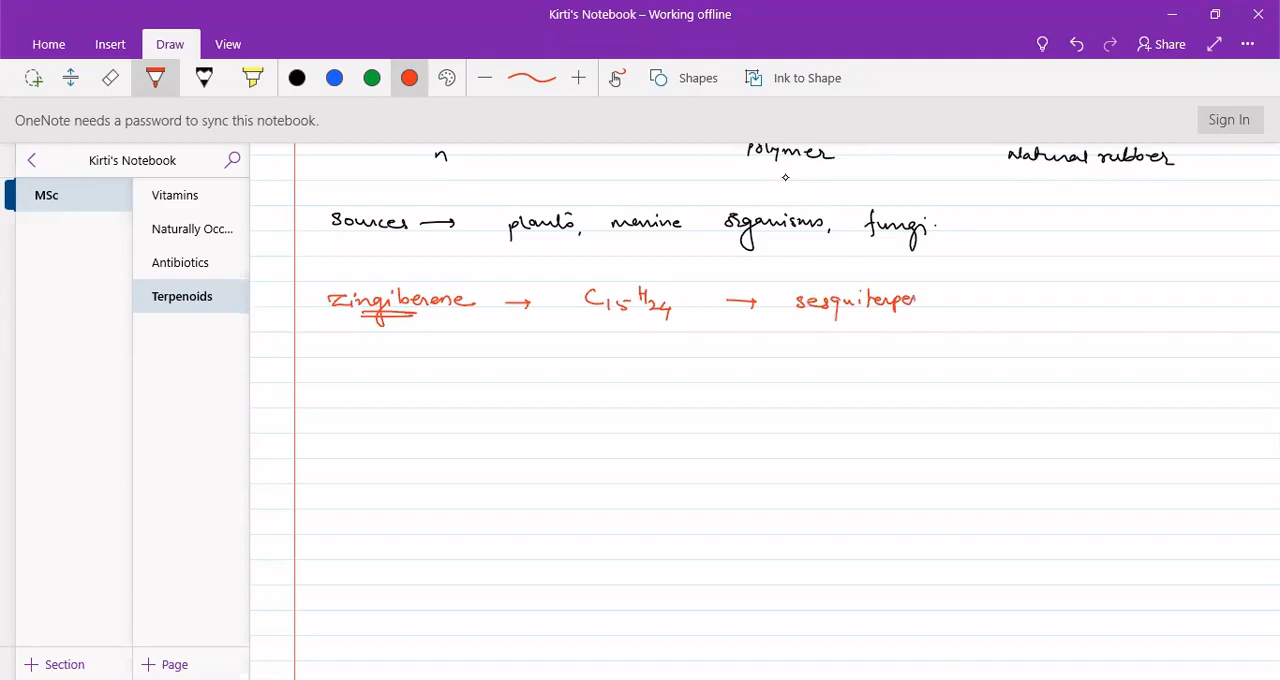 Kirti's Notebook – Working offline
Home Insert Draw View Share
Shapes Ink to Shape
OneNote needs a password to sync this notebook. Sign In
Kirti's Notebook
MSc
Vitamins
Naturally Occ...
Antibiotics
Terpenoids
n polymer Natural rubber
Sources → plants, marine organisms, fungi.
Zingiberene → C15H24 → sesquiterpe
+ Section + Page